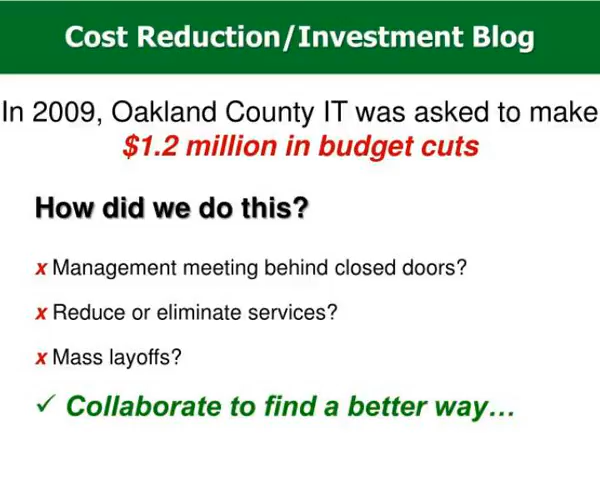 Cost Reduction/Investment Blog
In 2009, Oakland County IT was asked to make
$1.2 million in budget cuts
How did we do this?
x Management meeting behind closed doors?
x Reduce or eliminate services?
x Mass layoffs?
✓ Collaborate to find a better way…